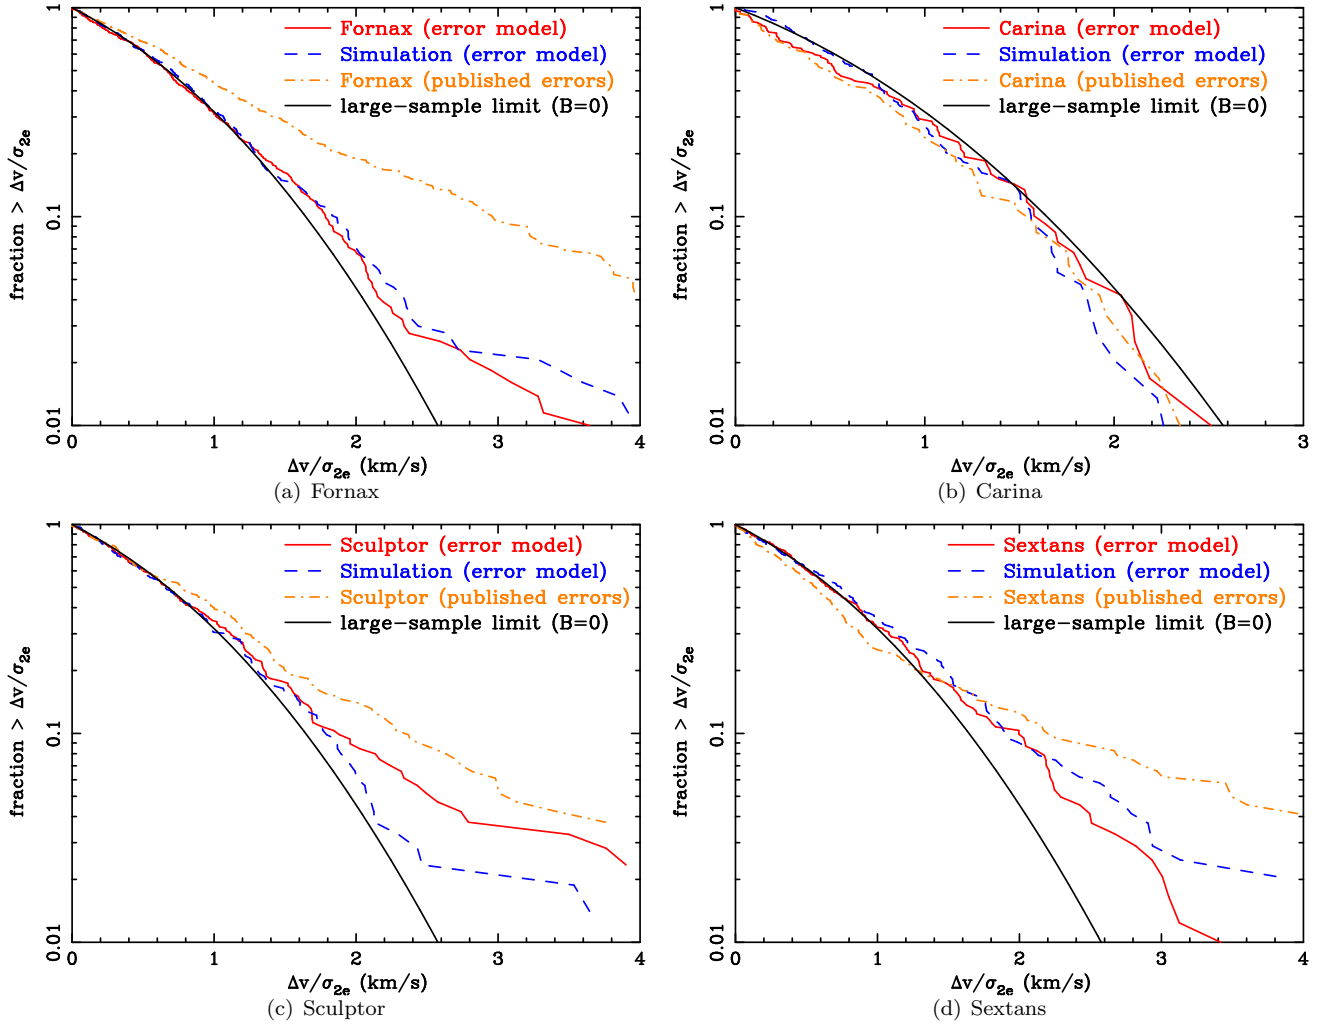 Fornax (error model)
Simulation (error model)
Fornax (published errors)
large−sample limit (B=0)
fraction > Δv/σ2e
1
0.1
0.01
0 1 2 3 4
Δv/σ2e (km/s)
(a) Fornax
Carina (error model)
Simulation (error model)
Carina (published errors)
large−sample limit (B=0)
fraction > Δv/σ2e
1
0.1
0.01
0 1 2 3
Δv/σ2e (km/s)
(b) Carina
Sculptor (error model)
Simulation (error model)
Sculptor (published errors)
large−sample limit (B=0)
fraction > Δv/σ2e
1
0.1
0.01
0 1 2 3 4
Δv/σ2e (km/s)
(c) Sculptor
Sextans (error model)
Simulation (error model)
Sextans (published errors)
large−sample limit (B=0)
fraction > Δv/σ2e
1
0.1
0.01
0 1 2 3 4
Δv/σ2e (km/s)
(d) Sextans